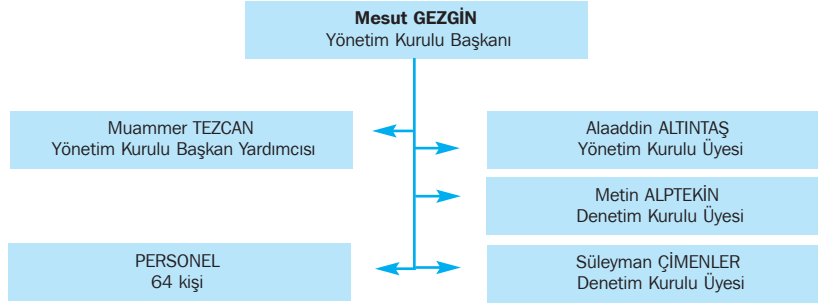 Mesut GEZGİN
Yönetim Kurulu Başkanı
Muammer TEZCAN
Yönetim Kurulu Başkan Yardımcısı
Alaaddin ALTINTAŞ
Yönetim Kurulu Üyesi
Metin ALPTEKİN
Denetim Kurulu Üyesi
PERSONEL
64 kişi
Süleyman ÇİMENLER
Denetim Kurulu Üyesi